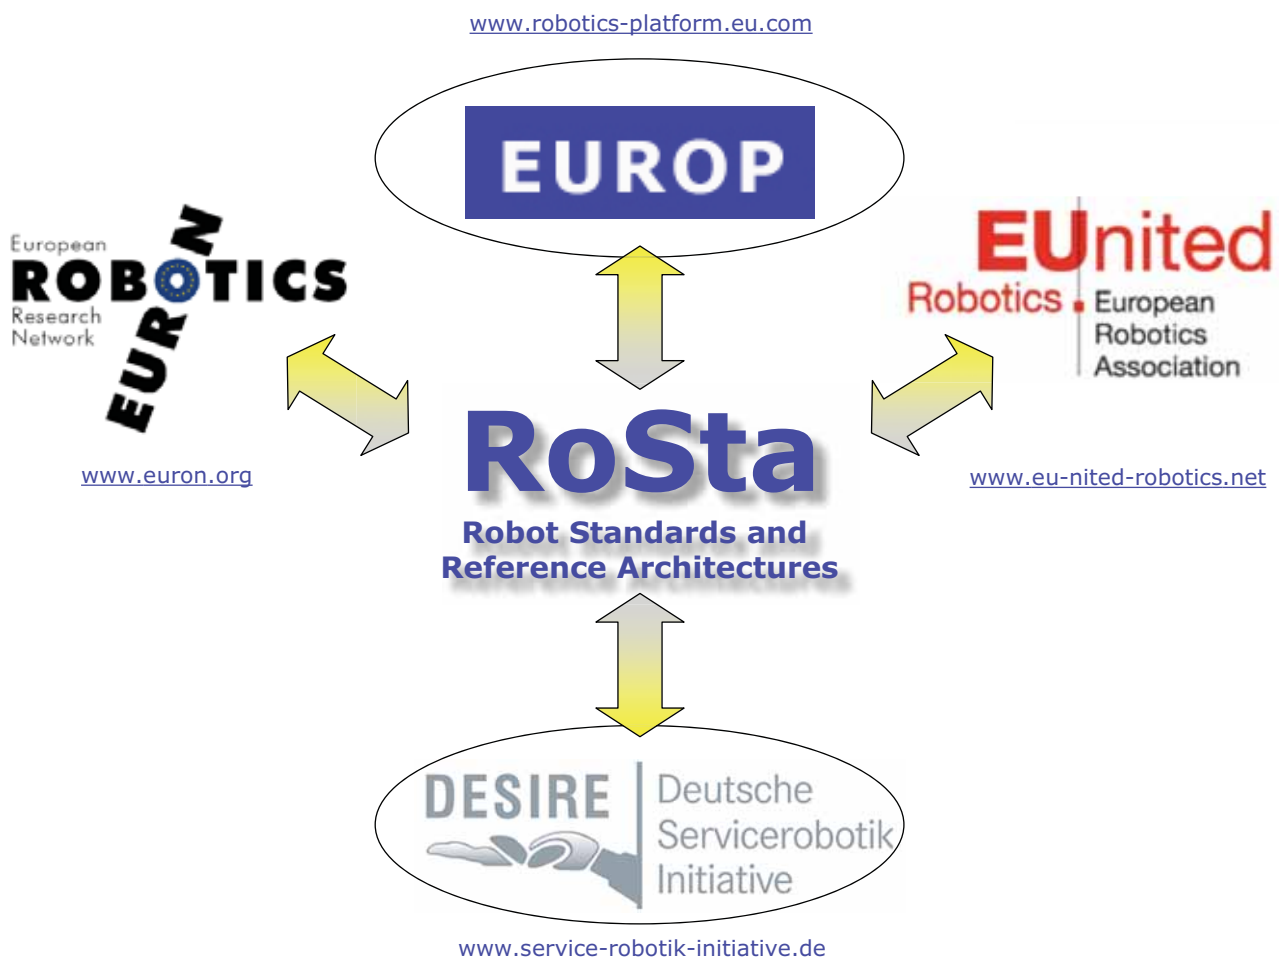 www.robotics-platform.eu.com
EUROP
European
ROBOTICS
Research
Network
EURON
www.euron.org
EUnited
Robotics
European
Robotics
Association
www.eu-nited-robotics.net
RoSta
Robot Standards and
Reference Architectures
DESIRE
Deutsche
Servicerobotik
Initiative
www.service-robotik-initiative.de